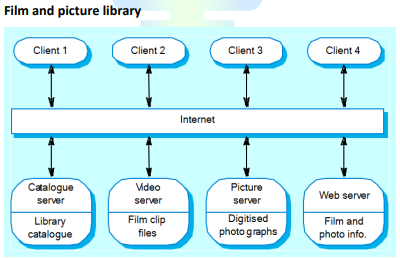 Film and picture library
Client 1
Client 2
Client 3
Client 4
Internet
Catalogue
server
Library
catalogue
Video
server
Film clip
files
Picture
server
Digitised
photographs
Web server
Film and
photo info.